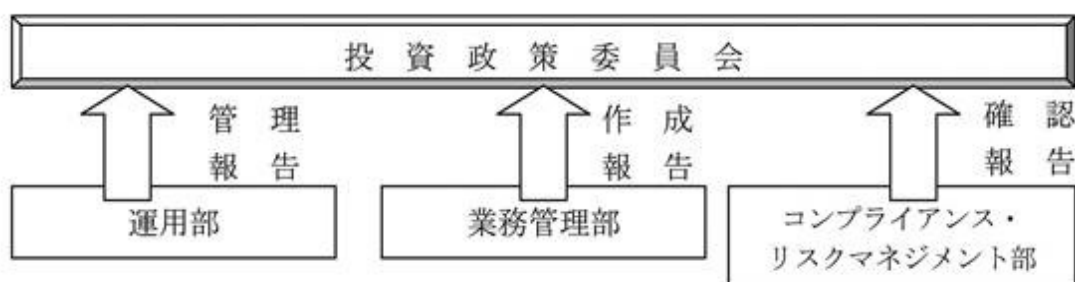 投資政策委員会
管理
報告
作成
報告
確認
報告
運用部
業務管理部
コンプライアンス・
リスクマネジメント部